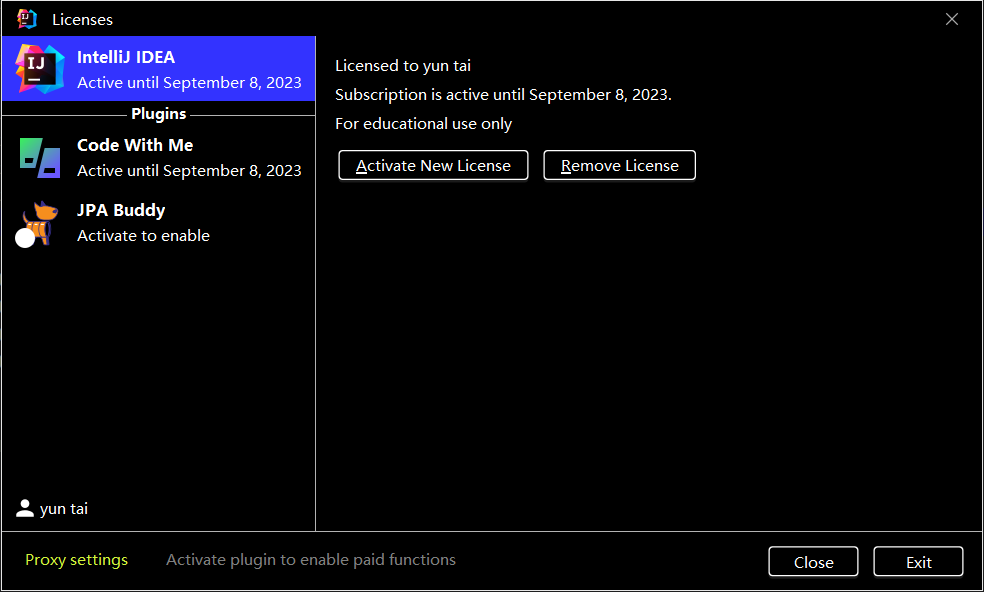 Licenses
IJ
IntelliJ IDEA
Active until September 8, 2023
Plugins
Code With Me
Active until September 8, 2023
JPA Buddy
Activate to enable
yun tai
Licensed to yun tai
Subscription is active until September 8, 2023.
For educational use only
Activate New License Remove License
Proxy settings Activate plugin to enable paid functions Close Exit